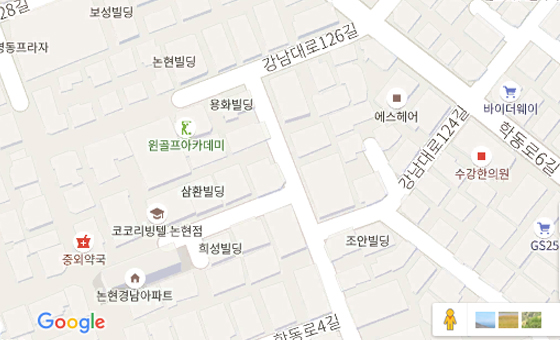 28길
보성빌딩
명동프라자
논현빌딩
강남대로126길
용화빌딩
윈골프아카데미
에스헤어
바이더웨이
강남대로124길
학동로6길
수강한의원
삼환빌딩
코코리빙텔 논현점
희성빌딩
조안빌딩
GS25
중외약국
논현경남아파트
Google
학동로4길